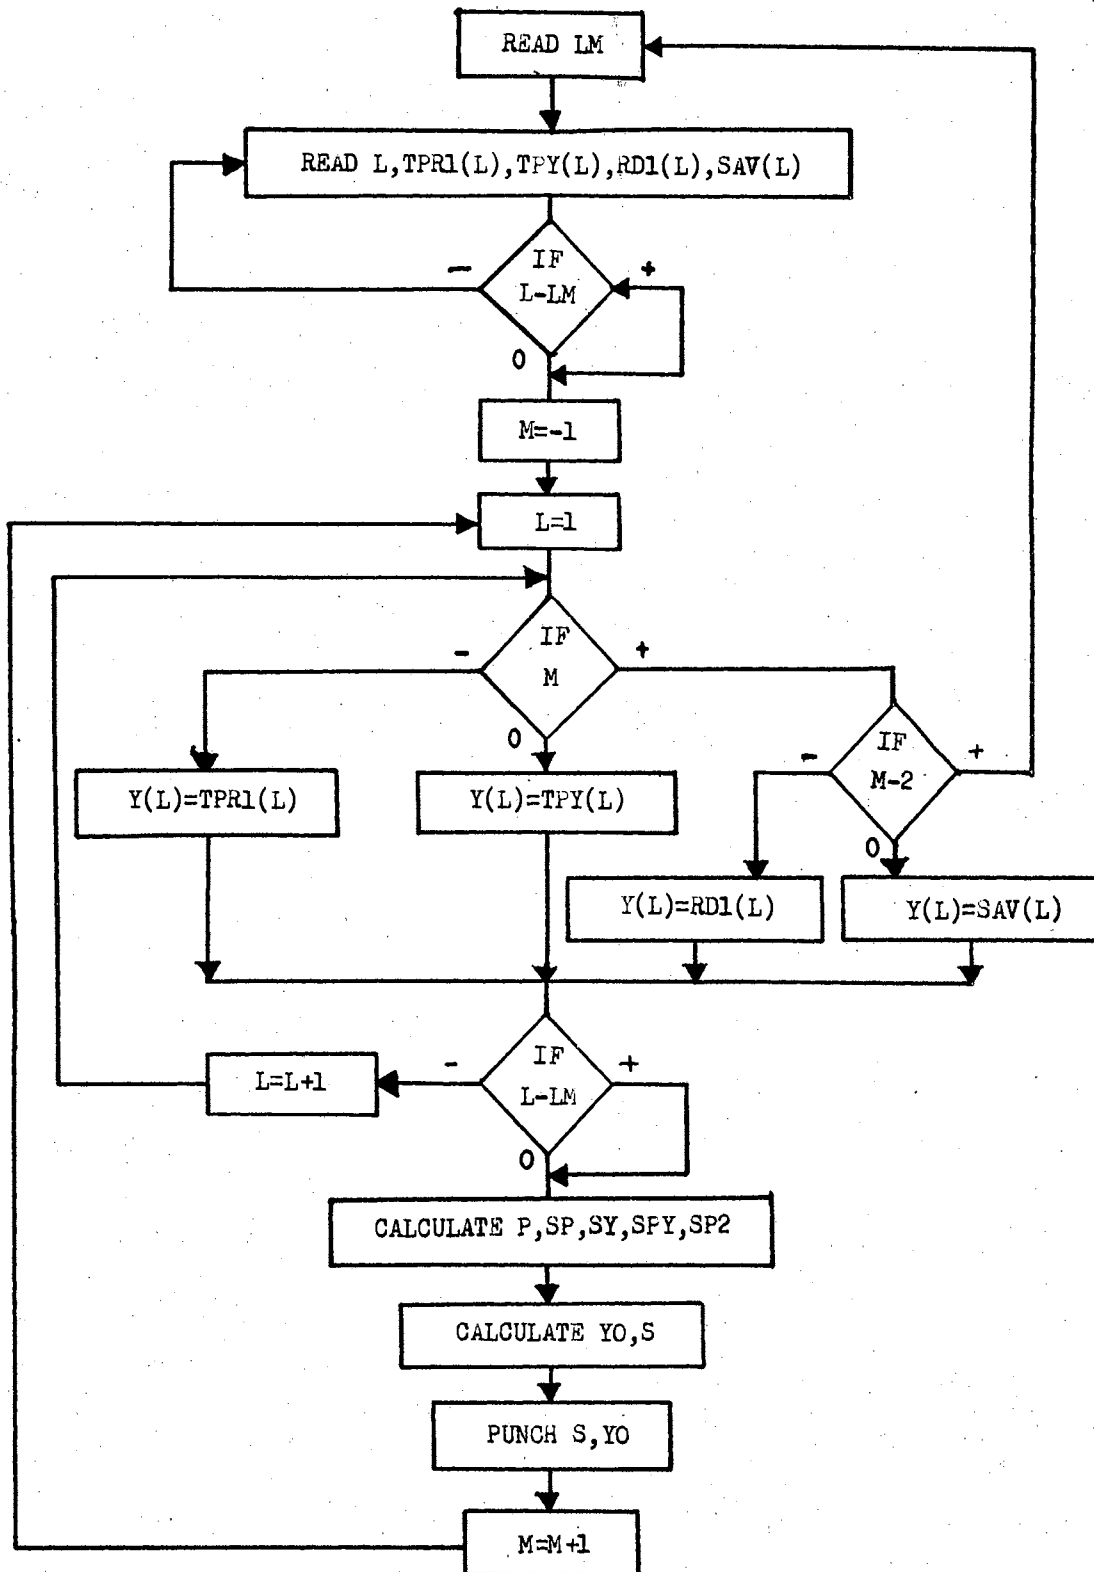 READ LM
READ L,TPR1(L),TPY(L),RD1(L),SAV(L)
IF
L-LM
-
+
0
M=-1
L=1
IF
M
-
+
0
IF
M-2
-
+
0
Y(L)=TPR1(L)
Y(L)=TPY(L)
Y(L)=RD1(L)
Y(L)=SAV(L)
IF
L-LM
-
+
0
L=L+1
CALCULATE P,SP,SY,SPY,SP2
CALCULATE YO,S
PUNCH S,YO
M=M+1